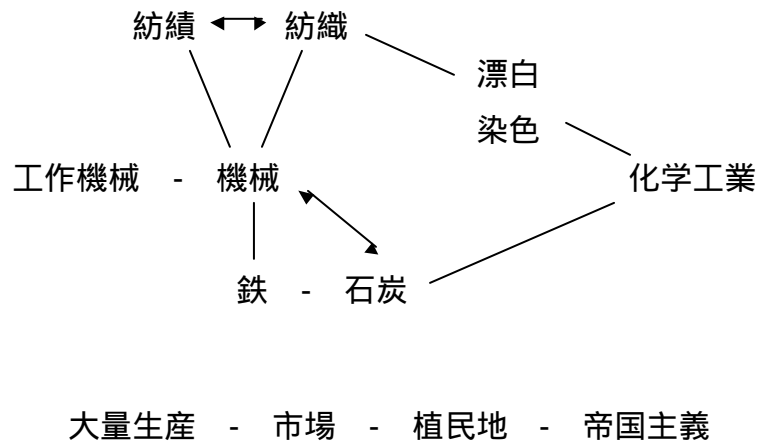 紡績 紡織
漂白
染色
工作機械 - 機械 化学工業
鉄 - 石炭
大量生産 - 市場 - 植民地 - 帝国主義